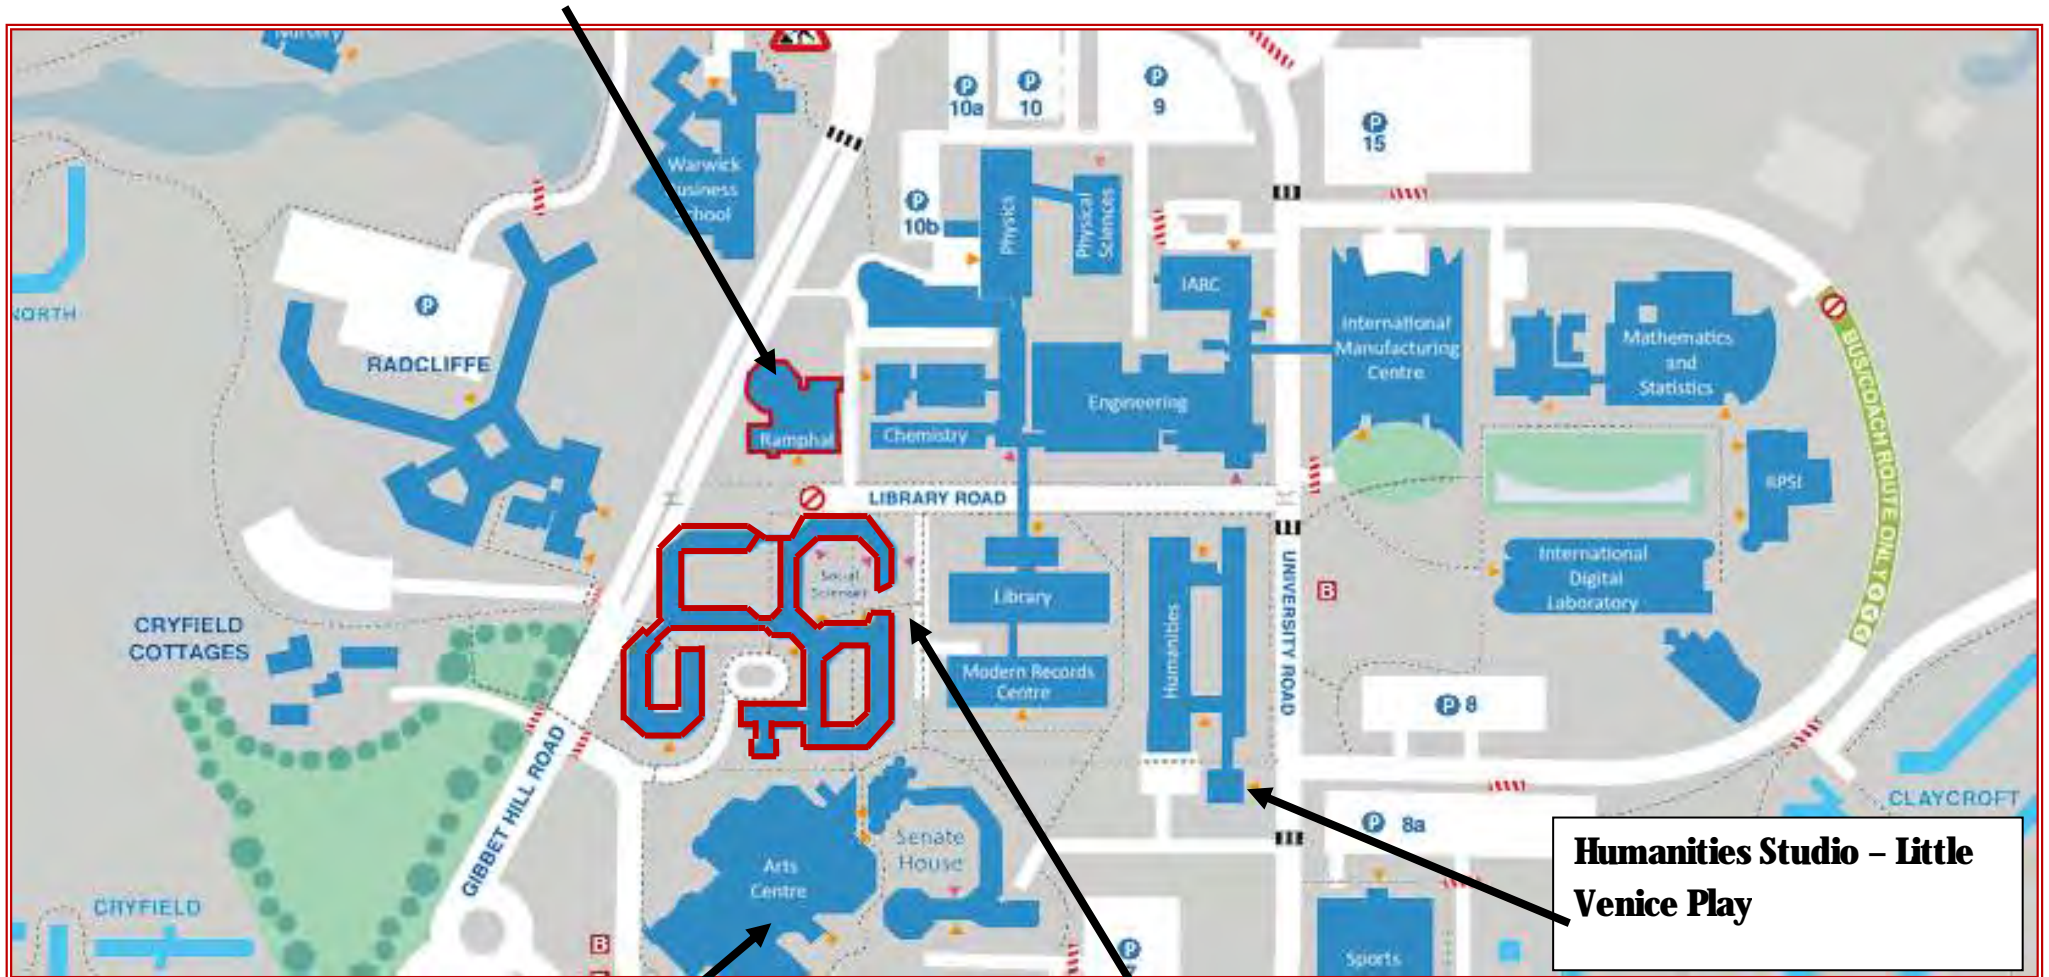 Nursery
P
10a
P
10
P
9
P
15
Warwick
Business
School
P
10b
Physics
Physical
Sciences
IARC
NORTH
P
RADCLIFFE
International
Manufacturing
Centre
Mathematics
and
Statistics
BUS/COACH ROUTE ONLY
Ramphal
Chemistry
Engineering
LIBRARY ROAD
H
H
RPSI
International
Digital
Laboratory
Social
Sciences
Library
Humanities
UNIVERSITY ROAD
B
CRYFIELD
COTTAGES
Modern Records
Centre
P 8
GIBBET HILL ROAD
CLAYCROFT
P 8a
Senate
House
Arts
Centre
Humanities Studio – Little
Venice Play
CRYFIELD
B
P
Sports